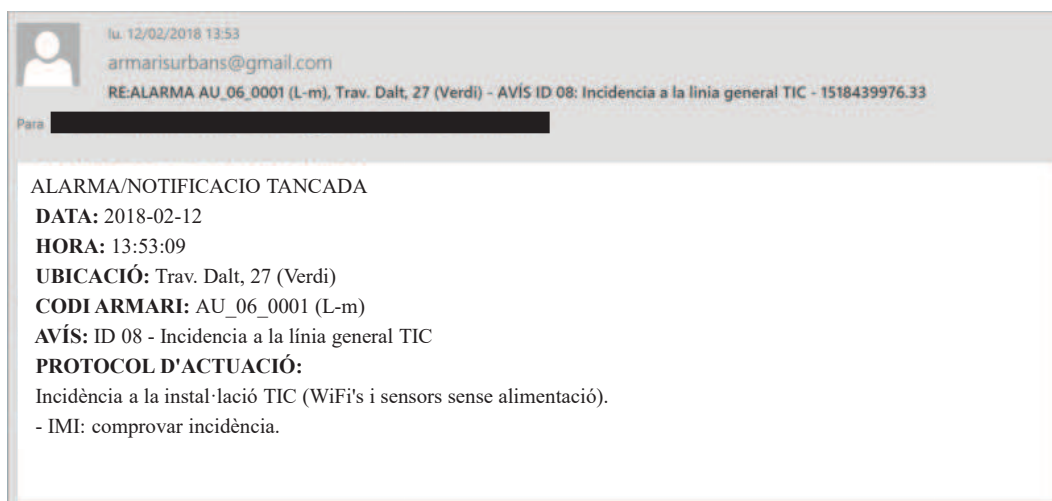 lu. 12/02/2018 13:53
armarisurbans@gmail.com
RE:ALARMA AU_06_0001 (L-m), Trav. Dalt, 27 (Verdi) - AVÍS ID 08: Incidencia a la linia general TIC - 1518439976.33
Para
ALARMA/NOTIFICACIO TANCADA
DATA: 2018-02-12
HORA: 13:53:09
UBICACIÓ: Trav. Dalt, 27 (Verdi)
CODI ARMARI: AU_06_0001 (L-m)
AVÍS: ID 08 - Incidencia a la línia general TIC
PROTOCOL D'ACTUACIÓ:
Incidència a la instal·lació TIC (WiFi's i sensors sense alimentació).
- IMI: comprovar incidència.